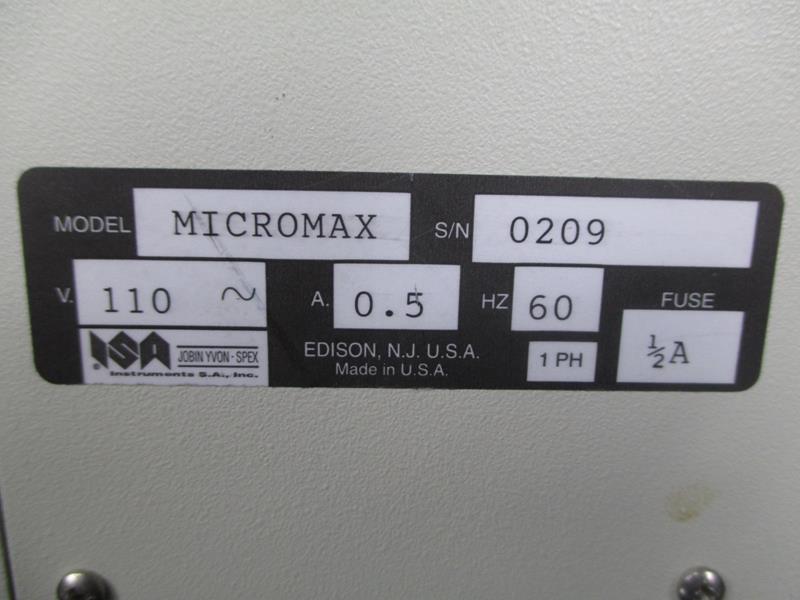 MODEL MICROMAX S/N 0209
V. 110 ~ A. 0.5 HZ 60 FUSE
½A
ISA JOBIN YVON - SPEX
® Instruments S.A., Inc.
EDISON, N.J. U.S.A.
Made in U.S.A.
1 PH